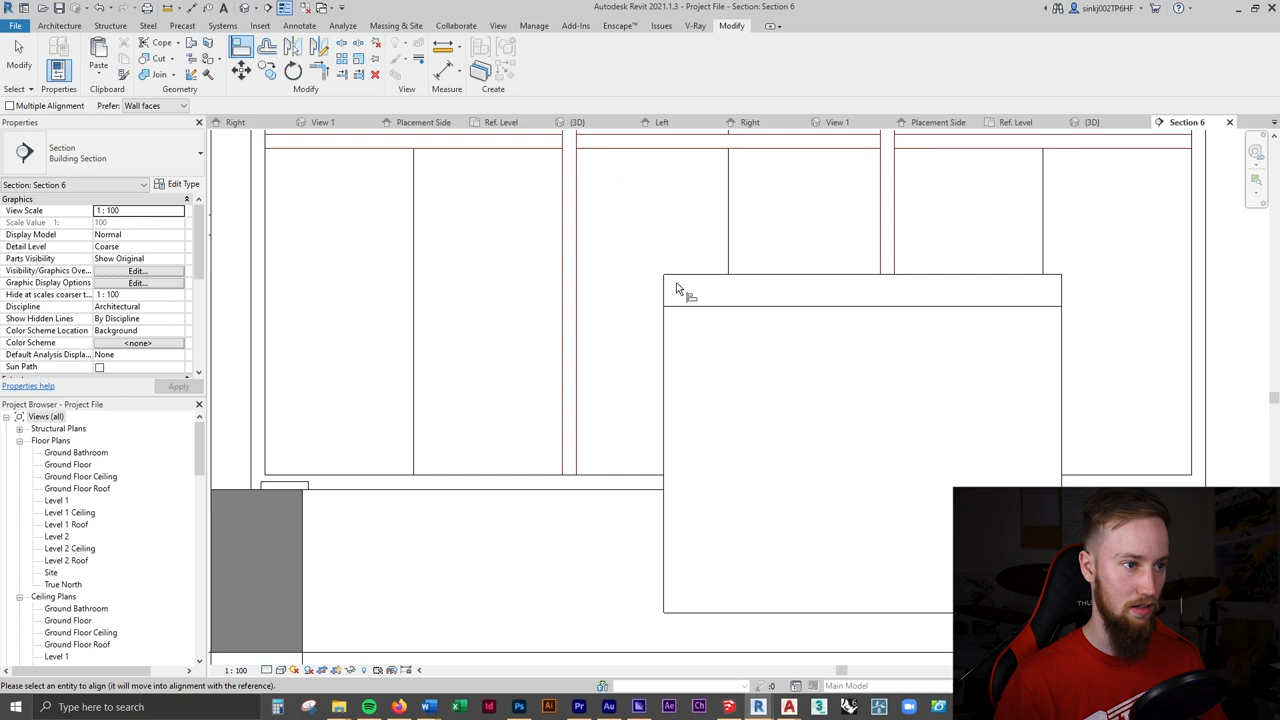 Autodesk Revit 2021.1.3 - Project File - Section: Section 6
sinkj002TP6HF
File Architecture Structure Steel Precast Systems Insert Annotate Analyze Massing & Site Collaborate View Manage Add-Ins Enscape™ Issues V-Ray Modify
Modify
Paste
Cope
Cut
Join
Select Properties Clipboard Geometry Modify View Measure Create
Multiple Alignment Prefer: Wall faces
Properties
Right View 1 Placement Side Ref. Level {3D} Left Right View 1 Placement Side Ref. Level {3D} Section 6
Section
Building Section
Section: Section 6 Edit Type
Graphics
View Scale 1 : 100
Scale Value 1: 100
Display Model Normal
Detail Level Coarse
Parts Visibility Show Original
Visibility/Graphics Ove... Edit...
Graphic Display Options Edit...
Hide at scales coarser t... 1 : 100
Discipline Architectural
Show Hidden Lines By Discipline
Color Scheme Location Background
Color Scheme <none>
Default Analysis Displa... None
Sun Path
Properties help Apply
Project Browser - Project File
Views (all)
Structural Plans
Floor Plans
Ground Bathroom
Ground Floor
Ground Floor Ceiling
Ground Floor Roof
Level 1
Level 1 Ceiling
Level 1 Roof
Level 2
Level 2 Ceiling
Level 2 Roof
Site
True North
Ceiling Plans
Ground Bathroom
Ground Floor
Ground Floor Ceiling
Ground Floor Roof
Level 1
1 : 100
Please select an entity to align (it will move into alignment with the reference).
:0 Main Model
Type here to search